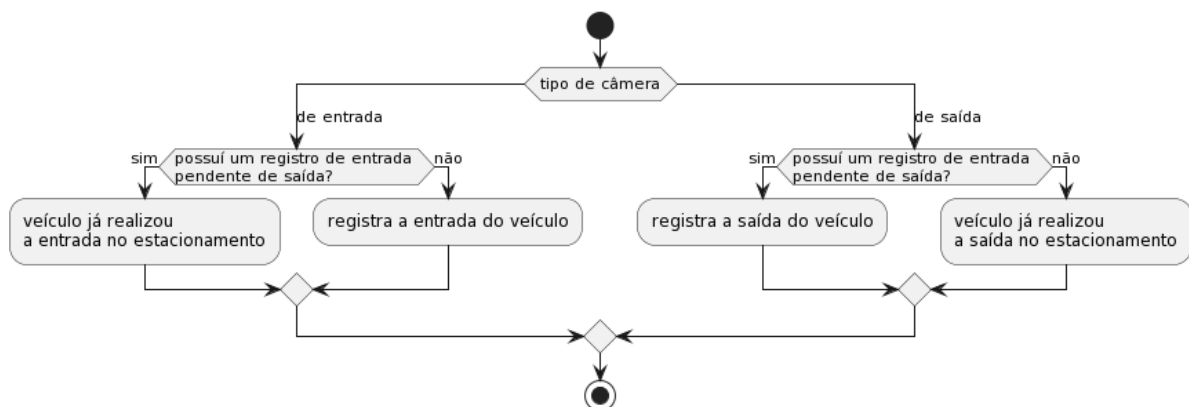 tipo de câmera
de entrada
de saída
sim
possuí um registro de entrada
pendente de saída?
não
sim
possuí um registro de entrada
pendente de saída?
não
veículo já realizou
a entrada no estacionamento
registra a entrada do veículo
registra a saída do veículo
veículo já realizou
a saída no estacionamento